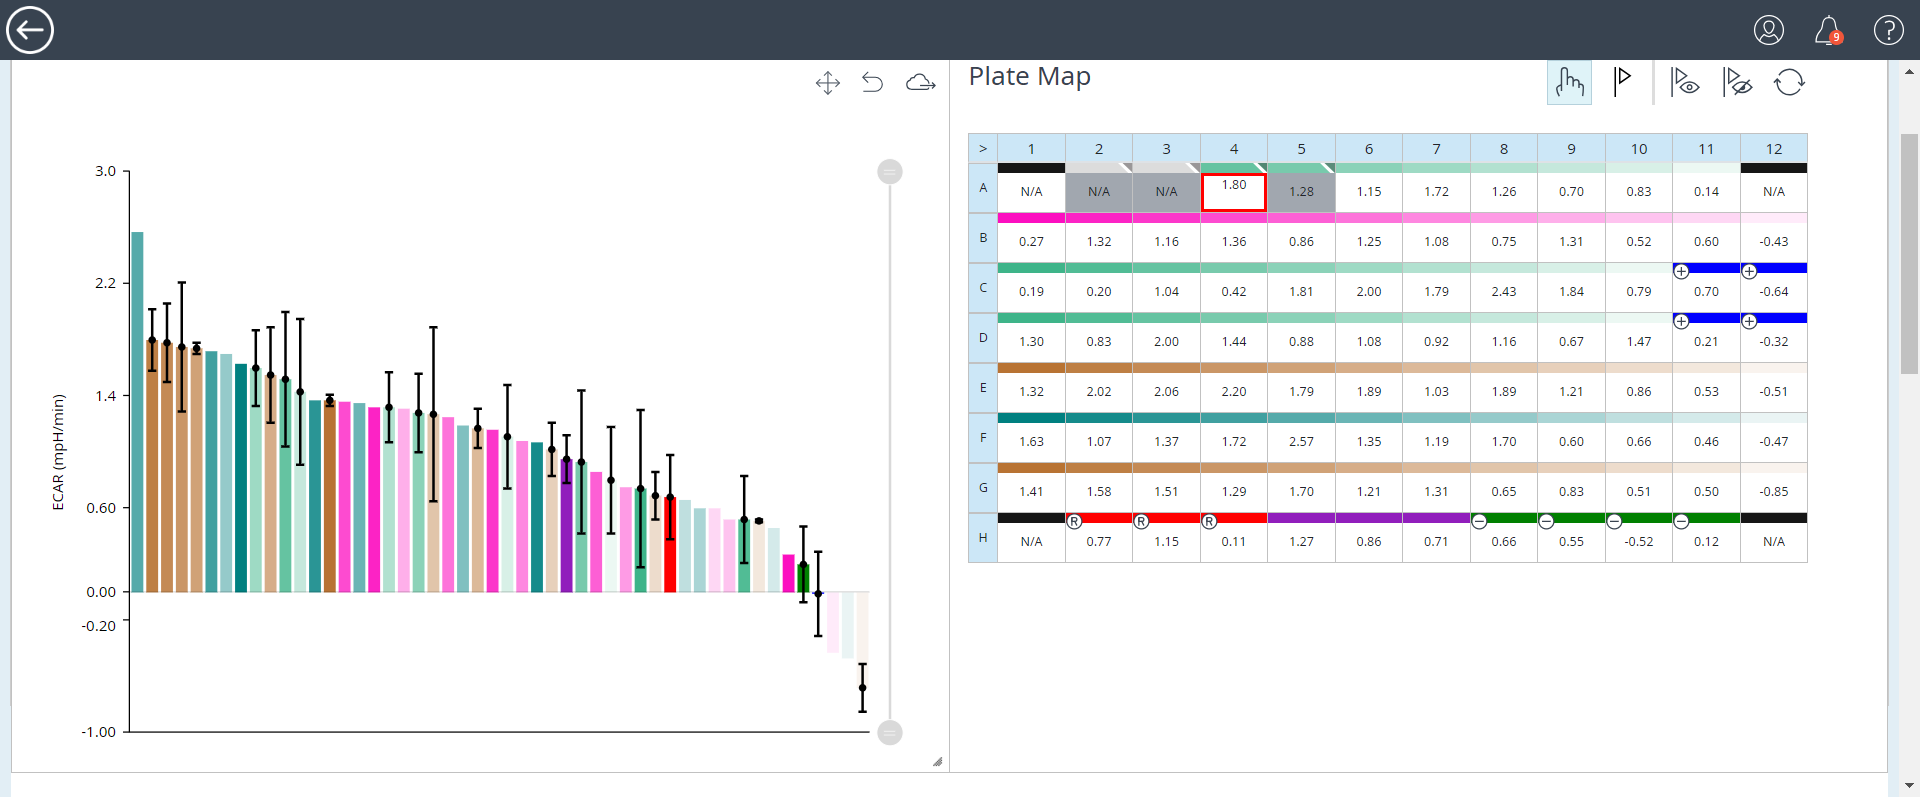 9
?
Plate Map
3.0
2.2
1.4
0.60
0.00
-0.20
-1.00
ECAR (mpH/min)
> 1 2 3 4 5 6 7 8 9 10 11 12
A N/A N/A N/A 1.80 1.28 1.15 1.72 1.26 0.70 0.83 0.14 N/A
B 0.27 1.32 1.16 1.36 0.86 1.25 1.08 0.75 1.31 0.52 0.60 -0.43
C 0.19 0.20 1.04 0.42 1.81 2.00 1.79 2.43 1.84 0.79 0.70 -0.64
D 1.30 0.83 2.00 1.44 0.88 1.08 0.92 1.16 0.67 1.47 0.21 -0.32
E 1.32 2.02 2.06 2.20 1.79 1.89 1.03 1.89 1.21 0.86 0.53 -0.51
F 1.63 1.07 1.37 1.72 2.57 1.35 1.19 1.70 0.60 0.66 0.46 -0.47
G 1.41 1.58 1.51 1.29 1.70 1.21 1.31 0.65 0.83 0.51 0.50 -0.85
R R R
H N/A 0.77 1.15 0.11 1.27 0.86 0.71 0.66 0.55 -0.52 0.12 N/A